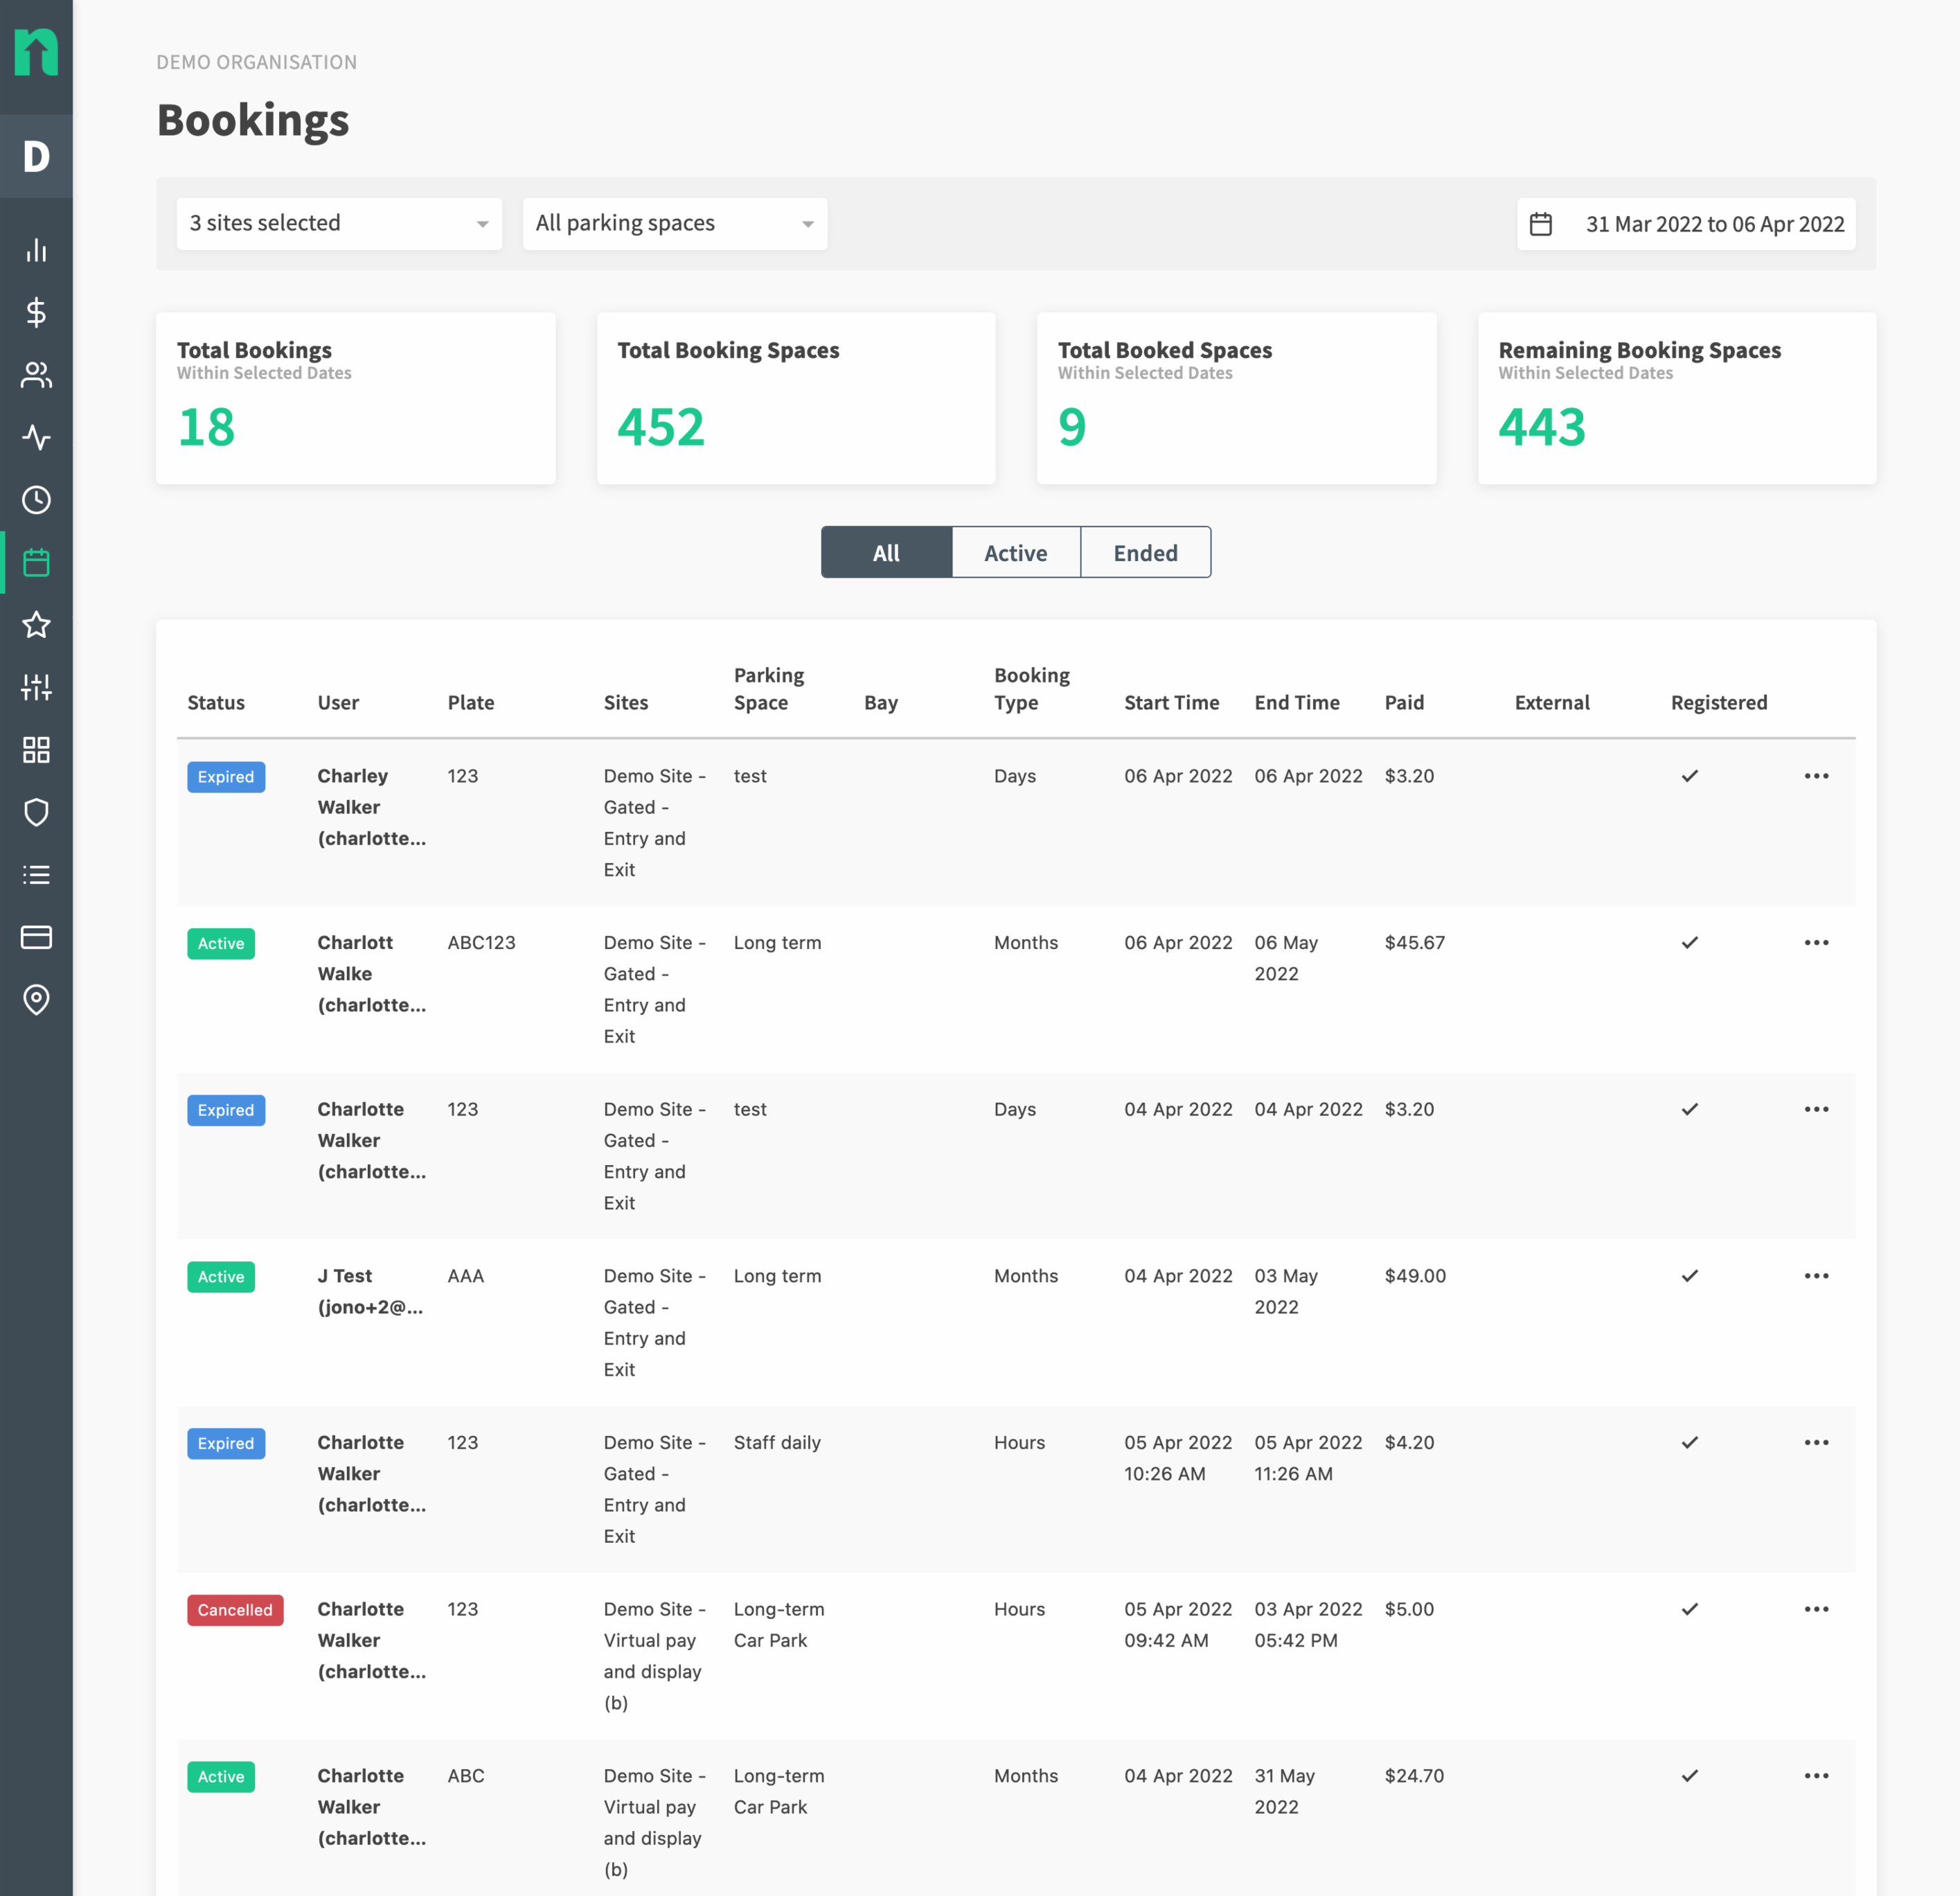 DEMO ORGANISATION
Bookings
D
3 sites selected
All parking spaces
31 Mar 2022 to 06 Apr 2022
Total Bookings
Within Selected Dates
18
Total Booking Spaces
452
Total Booked Spaces
Within Selected Dates
9
Remaining Booking Spaces
Within Selected Dates
443
All
Active
Ended
Status
User
Plate
Sites
Parking
Space
Bay
Booking
Type
Start Time
End Time
Paid
External
Registered
Expired
Charley
Walker
(charlotte...
123
Demo Site -
Gated -
Entry and
Exit
test
Days
06 Apr 2022
06 Apr 2022
$3.20
Active
Charlott
Walke
(charlotte...
ABC123
Demo Site -
Gated -
Entry and
Exit
Long term
Months
06 Apr 2022
06 May
2022
$45.67
Expired
Charlotte
Walker
(charlotte...
123
Demo Site -
Gated -
Entry and
Exit
test
Days
04 Apr 2022
04 Apr 2022
$3.20
Active
J Test
(jono+2@...
AAA
Demo Site -
Gated -
Entry and
Exit
Long term
Months
04 Apr 2022
03 May
2022
$49.00
Expired
Charlotte
Walker
(charlotte...
123
Demo Site -
Gated -
Entry and
Exit
Staff daily
Hours
05 Apr 2022
10:26 AM
05 Apr 2022
11:26 AM
$4.20
Cancelled
Charlotte
Walker
(charlotte...
123
Demo Site -
Virtual pay
and display
(b)
Long-term
Car Park
Hours
05 Apr 2022
09:42 AM
03 Apr 2022
05:42 PM
$5.00
Active
Charlotte
Walker
(charlotte...
ABC
Demo Site -
Virtual pay
and display
(b)
Long-term
Car Park
Months
04 Apr 2022
31 May
2022
$24.70